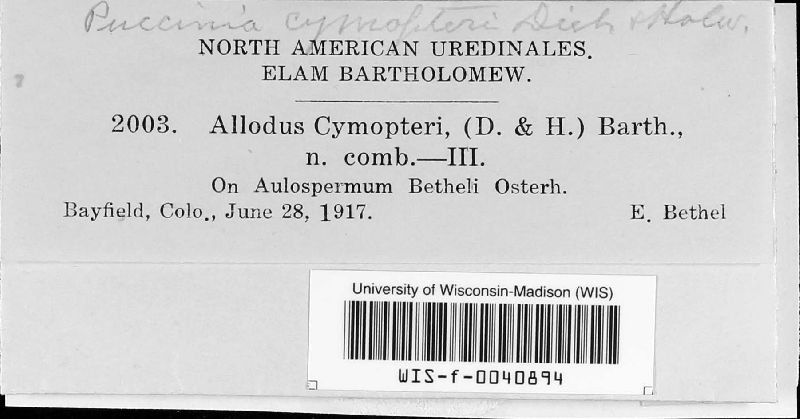 Puccinia cymopteri Diet & Holw.
NORTH AMERICAN UREDINALES.
ELAM BARTHOLOMEW.
2003. Allodus Cymopteri, (D. & H.) Barth.,
n. comb.—III.
On Aulospermum Betheli Osterh.
Bayfield, Colo., June 28, 1917. E. Bethel
University of Wisconsin-Madison (WIS)
WIS-f-0040894